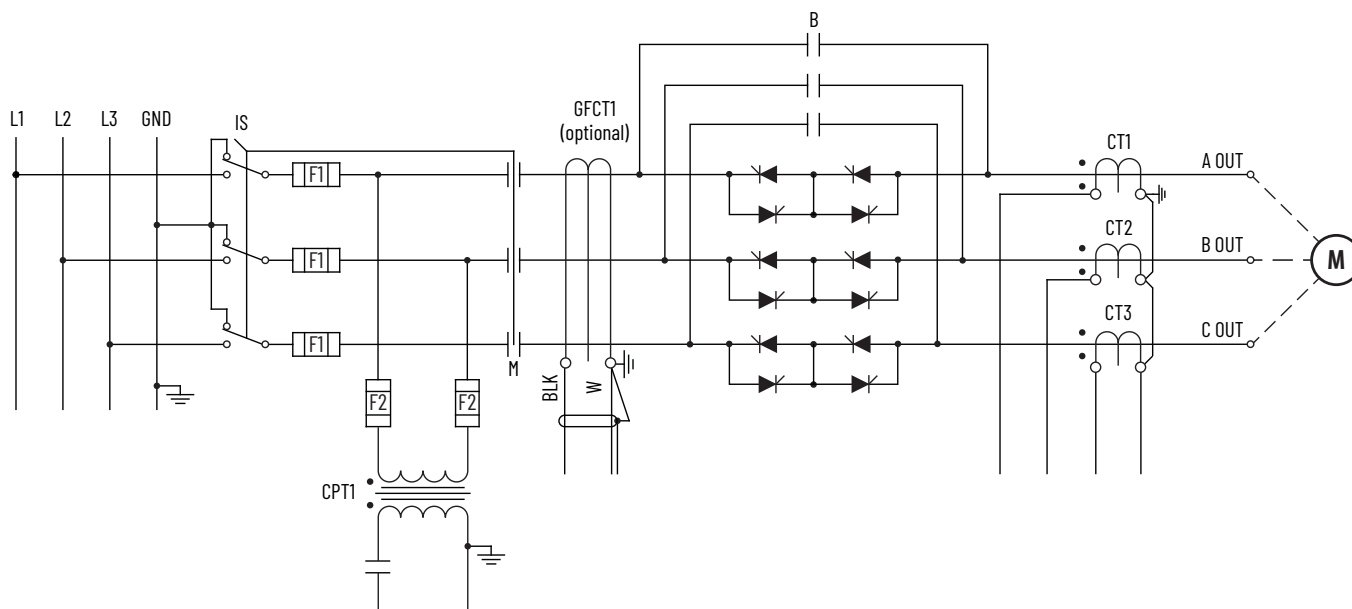 B
L1
L2
L3
GND
IS
GFCT1
(optional)
CT1
F1
A OUT
CT2
F1
B OUT
M
CT3
F1
C OUT
M
BLK
W
F2
F2
CPT1